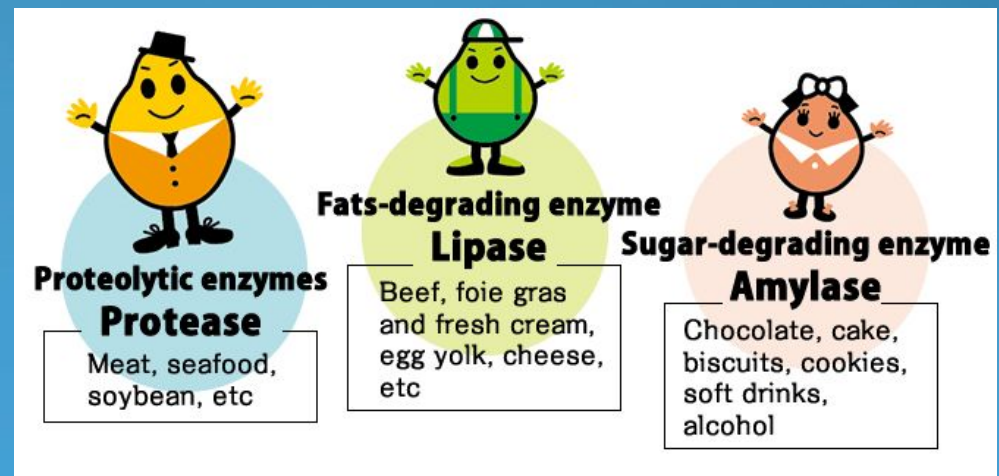 Proteolytic enzymes
Protease
Meat, seafood,
soybean, etc
Fats-degrading enzyme
Lipase
Beef, foie gras
and fresh cream,
egg yolk, cheese,
etc
Sugar-degrading enzyme
Amylase
Chocolate, cake,
biscuits, cookies,
soft drinks,
alcohol